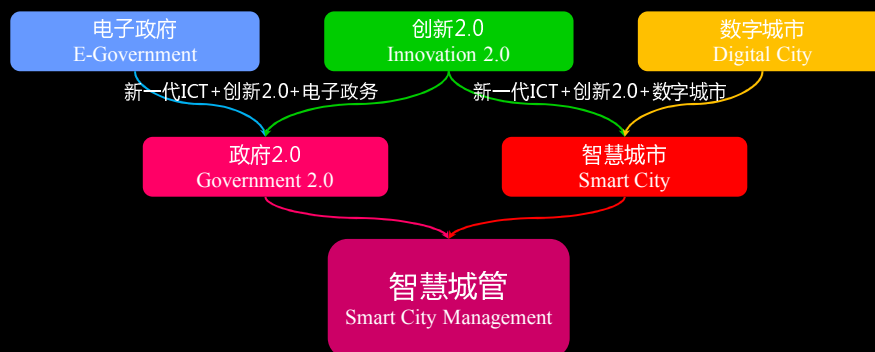 电子政府
E-Government
创新2.0
Innovation 2.0
数字城市
Digital City
新一代ICT+创新2.0+电子政务
新一代ICT+创新2.0+数字城市
政府2.0
Government 2.0
智慧城市
Smart City
智慧城管
Smart City Management